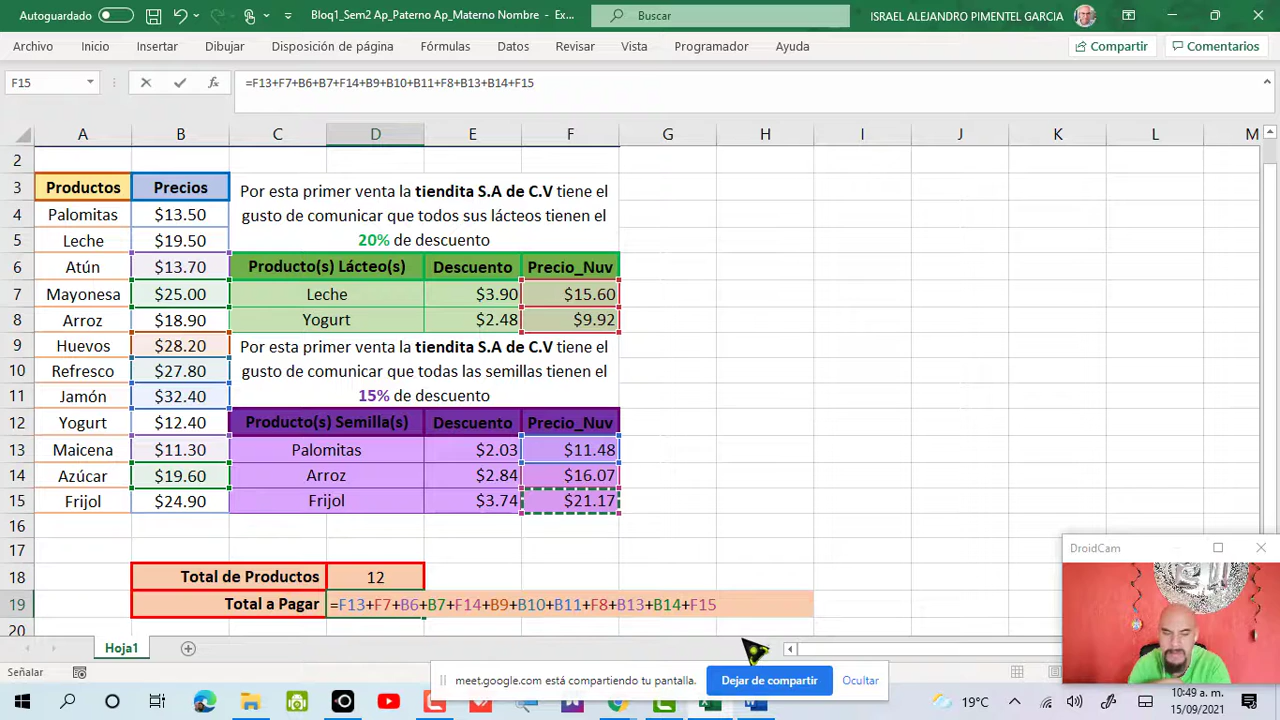 Autoguardado
Bloq1_Sem2 Ap_Paterno Ap_Materno Nombre - Ex...
Buscar
ISRAEL ALEJANDRO PIMENTEL GARCIA
Archivo Inicio Insertar Dibujar Disposición de página Fórmulas Datos Revisar Vista Programador Ayuda
Compartir Comentarios
F15 fx =F13+F7+B6+B7+F14+B9+B10+B11+F8+B13+B14+F15
A B C D E F G H I J K L M
2
3 Productos Precios
Por esta primer venta la tiendita S.A de C.V tiene el
4 Palomitas $13.50 gusto de comunicar que todos sus lácteos tienen el
5 Leche $19.50 20% de descuento
6 Atún $13.70 Producto(s) Lácteo(s) Descuento Precio_Nuv
7 Mayonesa $25.00 Leche $3.90 $15.60
8 Arroz $18.90 Yogurt $2.48 $9.92
9 Huevos $28.20 Por esta primer venta la tiendita S.A de C.V tiene el
10 Refresco $27.80 gusto de comunicar que todas las semillas tienen el
11 Jamón $32.40 15% de descuento
12 Yogurt $12.40 Producto(s) Semilla(s) Descuento Precio_Nuv
13 Maicena $11.30 Palomitas $2.03 $11.48
14 Azúcar $19.60 Arroz $2.84 $16.07
15 Frijol $24.90 Frijol $3.74 $21.17
16
17
18 Total de Productos 12
19 Total a Pagar =F13+F7+B6+B7+F14+B9+B10+B11+F8+B13+B14+F15
20
DroidCam
Hoja1
Señalar
meet.google.com está compartiendo tu pantalla. Dejar de compartir Ocultar
19°C
10:49 a. m.
15/09/2021